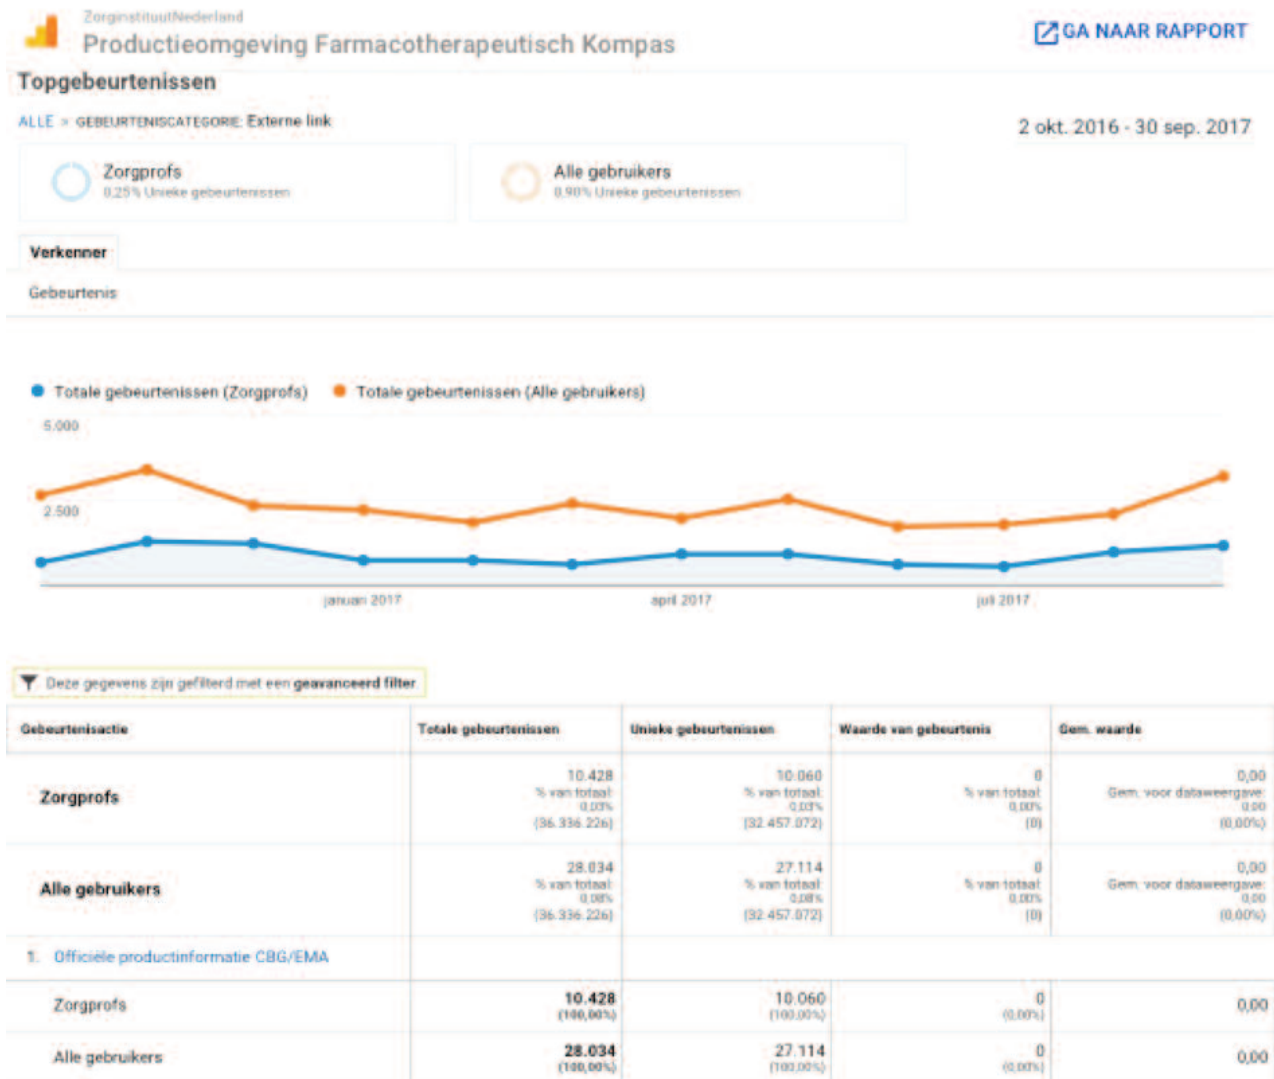 ZorginstituutNederland
Productieomgeving Farmacotherapeutisch Kompas
GA NAAR RAPPORT
Topgebeurtenissen
ALLE » GEBEURTENISCATEGORIE: Externe link
2 okt. 2016 - 30 sep. 2017
Zorgprofs
0,25% Unieke gebeurtenissen
Alle gebruikers
0,90% Unieke gebeurtenissen
Verkenner
Gebeurtenis
Totale gebeurtenissen (Zorgprofs) Totale gebeurtenissen (Alle gebruikers)
5.000
2.500
januari 2017 april 2017 juli 2017
Deze gegevens zijn gefilterd met een geavanceerd filter.
Gebeurtenisactie Totale gebeurtenissen Unieke gebeurtenissen Waarde van gebeurtenis Gem. waarde
Zorgprofs
10.428 10.060 0 0,00
% van totaal: % van totaal: % van totaal: Gem. voor dataweergave:
0,03% 0,03% 0,00% 0,00
(36.336.226) (32.457.072) (0) (0,00%)
Alle gebruikers
28.034 27.114 0 0,00
% van totaal: % van totaal: % van totaal: Gem. voor dataweergave:
0,08% 0,08% 0,00% 0,00
(36.336.226) (32.457.072) (0) (0,00%)
1. Officiële productinformatie CBG/EMA
Zorgprofs 10.428 10.060 0 0,00
(100,00%) (100,00%) (0,00%)
Alle gebruikers 28.034 27.114 0 0,00
(100,00%) (100,00%) (0,00%)